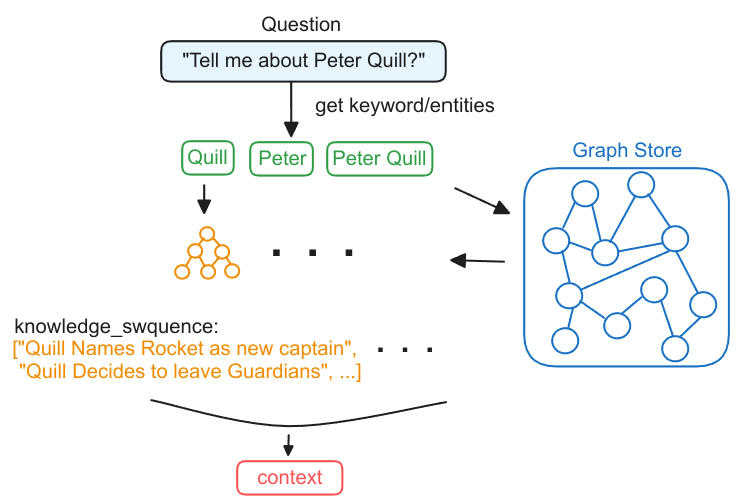 Question
"Tell me about Peter Quill?"
get keyword/entities
Quill
Peter
Peter Quill
Graph Store
knowledge_swquence:
["Quill Names Rocket as new captain",
"Quill Decides to leave Guardians", ...]
context